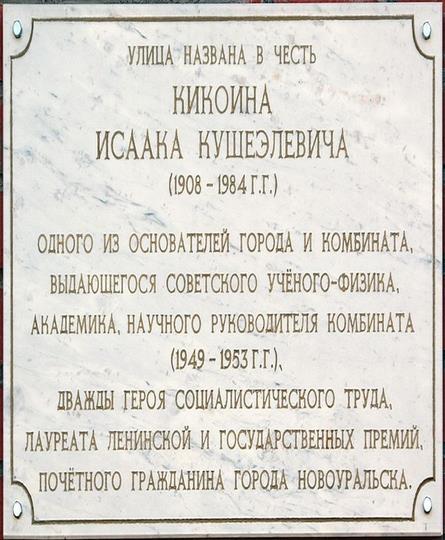 УЛИЦА НАЗВАНА В ЧЕСТЬ
КИКОИНА
ИСААКА КУШЕЭЛЕВИЧА
(1908 – 1984 Г.Г.)
ОДНОГО ИЗ ОСНОВАТЕЛЕЙ ГОРОДА И КОМБИНАТА,
ВЫДАЮЩЕГОСЯ СОВЕТСКОГО УЧЁНОГО-ФИЗИКА,
АКАДЕМИКА, НАУЧНОГО РУКОВОДИТЕЛЯ КОМБИНАТА
(1949 – 1953 Г.Г.),
ДВАЖДЫ ГЕРОЯ СОЦИАЛИСТИЧЕСКОГО ТРУДА,
ЛАУРЕАТА ЛЕНИНСКОЙ И ГОСУДАРСТВЕННЫХ ПРЕМИЙ,
ПОЧЁТНОГО ГРАЖДАНИНА ГОРОДА НОВОУРАЛЬСКА.